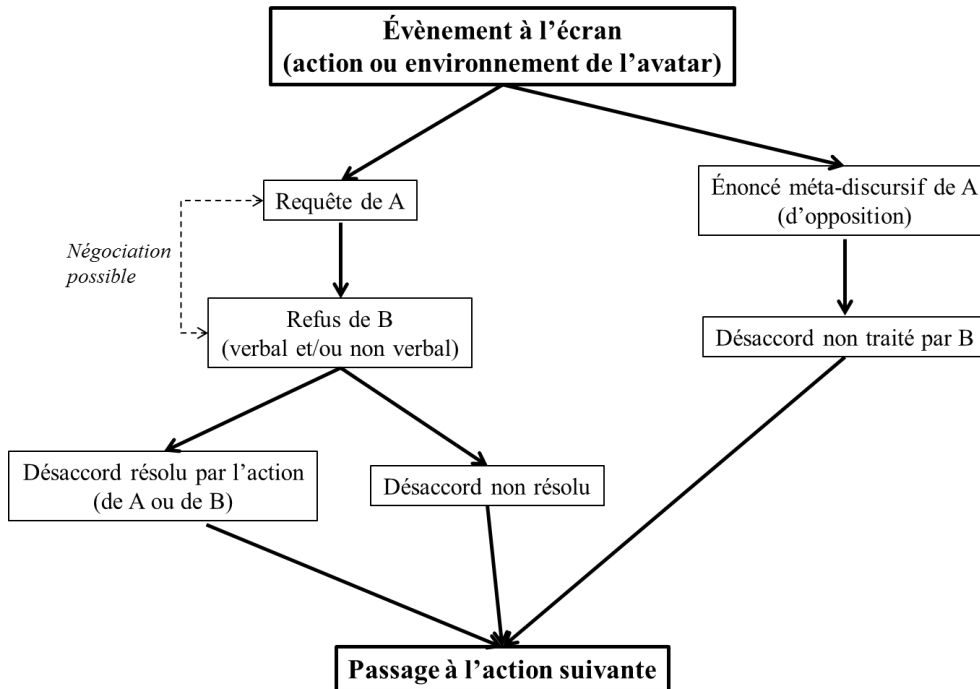 Évènement à l’écran
(action ou environnement de l’avatar)
Requête de A
Énoncé méta-discursif de A
(d’opposition)
Négociation
possible
Refus de B
(verbal et/ou non verbal)
Désaccord non traité par B
Désaccord résolu par l’action
(de A ou de B)
Désaccord non résolu
Passage à l’action suivante